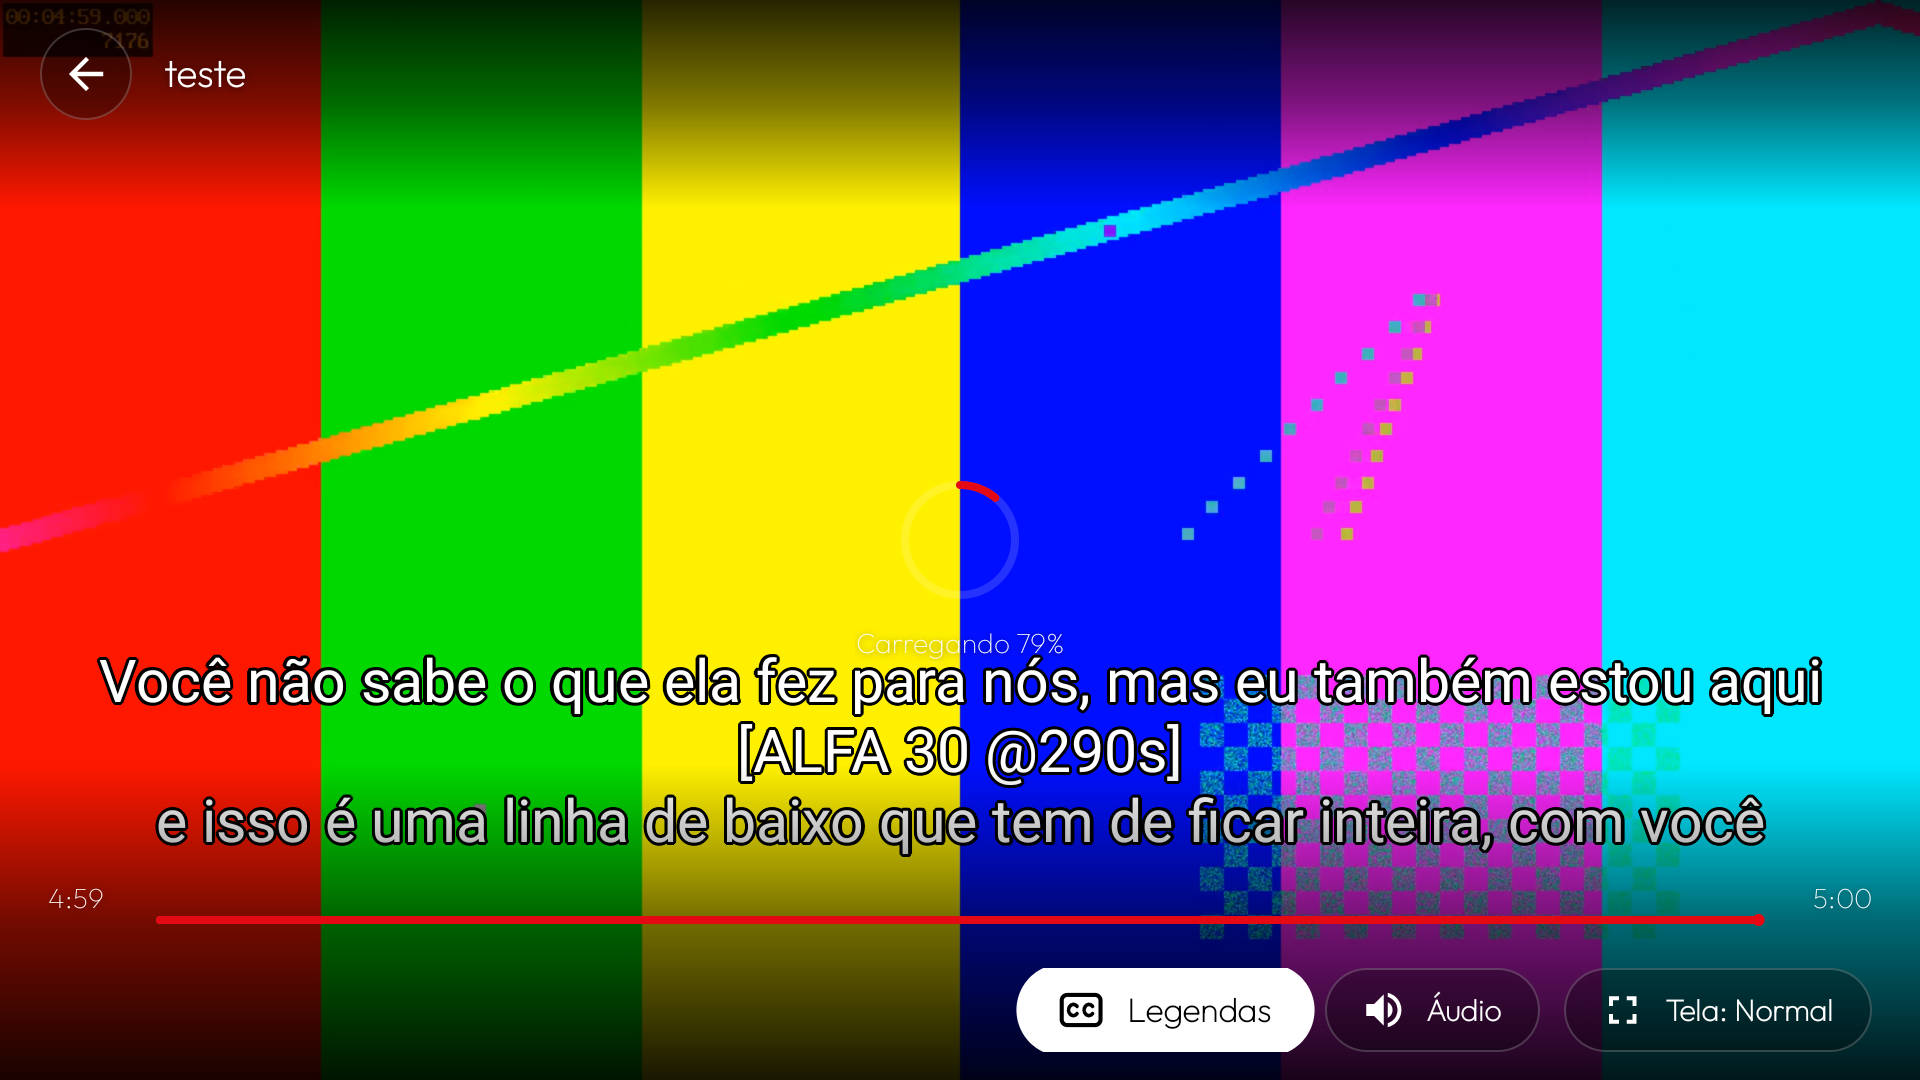 00:04:59.000
7176
teste
Carregando 79%
Você não sabe o que ela fez para nós, mas eu também estou aqui
[ALFA 30 @290s]
e isso é uma linha de baixo que tem de ficar inteira, com você
4:59
5:00
CC Legendas
Áudio
Tela: Normal